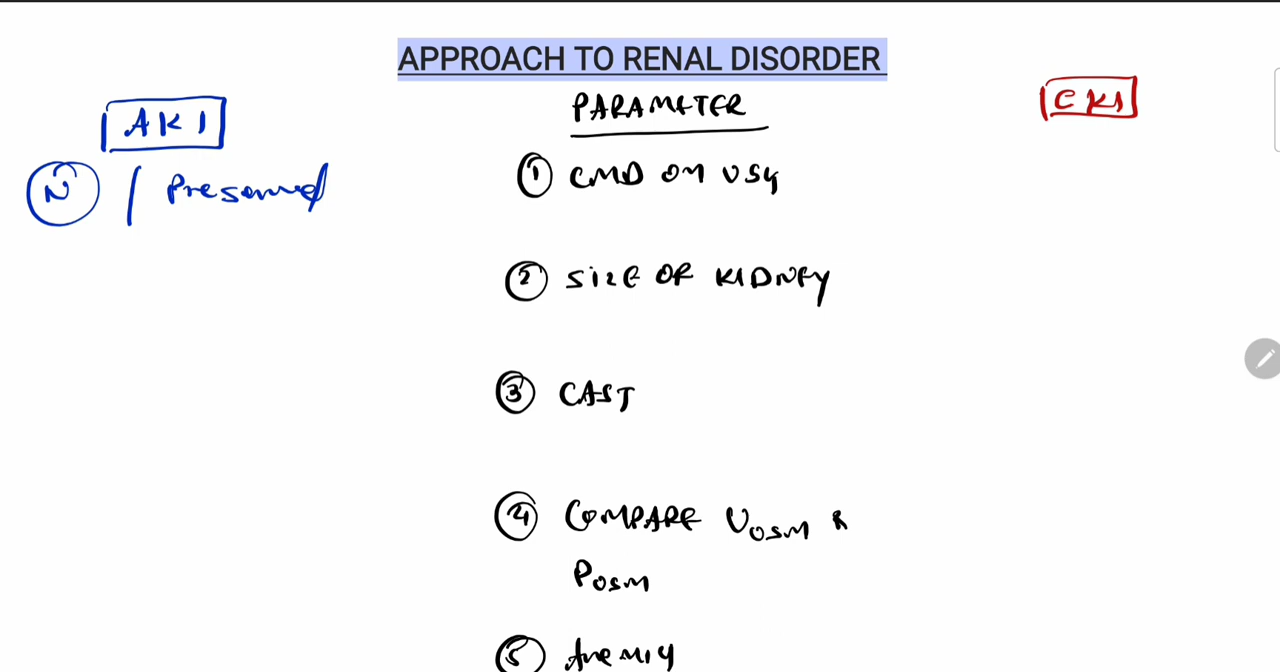 APPROACH TO RENAL DISORDER
PARAMETER
AKI
CKI
N / Preserved
① CMD ON USG
② SIZE OF KIDNEY
③ CAST
④ COMPARE UOSM &
POSM
⑤ Anemia